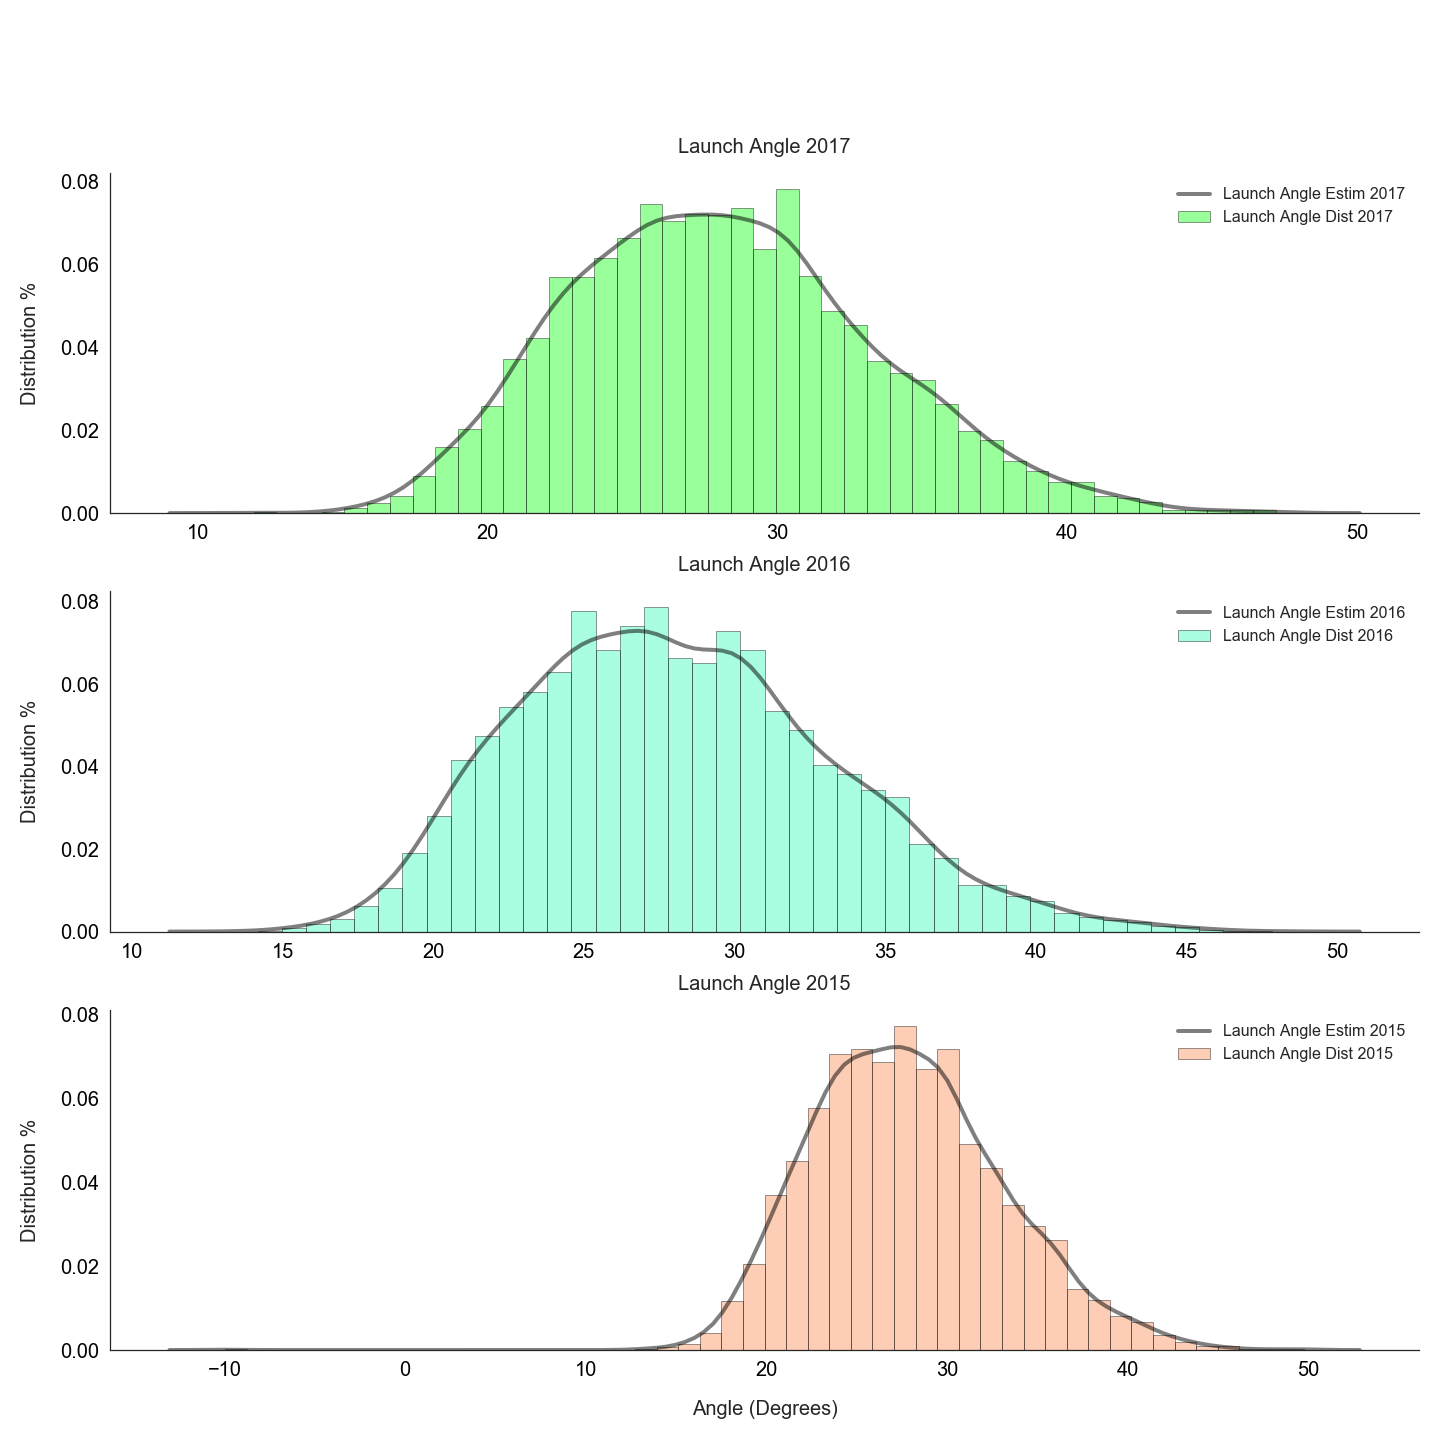 Launch Angle 2017
0.08
0.06
0.04
0.02
0.00
Distribution %
Launch Angle Estim 2017
Launch Angle Dist 2017
10 20 30 40 50
Launch Angle 2016
0.08
0.06
0.04
0.02
0.00
Distribution %
Launch Angle Estim 2016
Launch Angle Dist 2016
10 15 20 25 30 35 40 45 50
Launch Angle 2015
0.08
0.06
0.04
0.02
0.00
Distribution %
Launch Angle Estim 2015
Launch Angle Dist 2015
−10 0 10 20 30 40 50
Angle (Degrees)